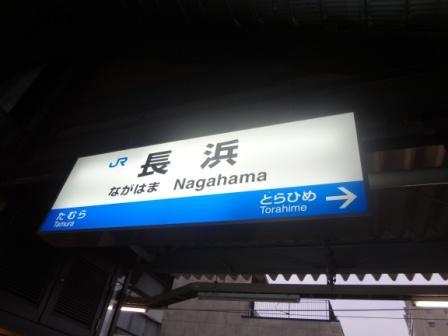 JR 長浜
ながはま Nagahama
たむら とらひめ →
Tamura Torahime